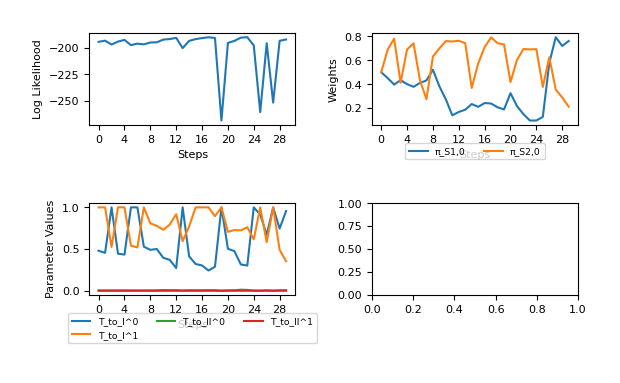 Log Likelihood
−200
−225
−250
0 4 8 12 16 20 24 28
Steps
Weights
0.8
0.6
0.4
0.2
0 4 8 12 16 20 24 28
Steps
π_S1,0 π_S2,0
Parameter Values
1.0
0.5
0.0
0 4 8 12 16 20 24 28
Steps
T_to_I^0 T_to_II^0 T_to_II^1
T_to_I^1
1.00
0.75
0.50
0.25
0.00
0.0 0.2 0.4 0.6 0.8 1.0